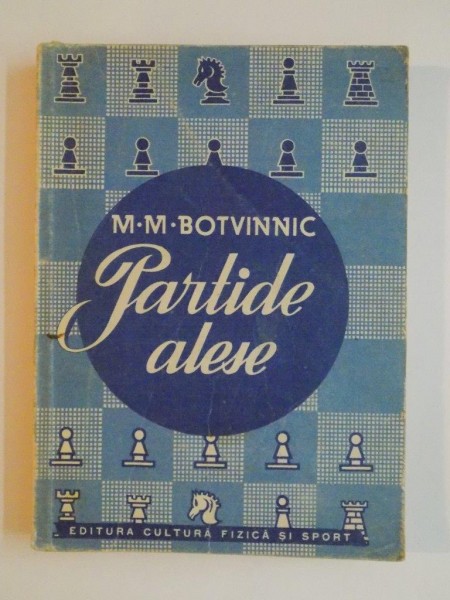 M·M·BOTVINNIC
Partide
alese
EDITURA CULTURĂ FIZICĂ ȘI SPORT